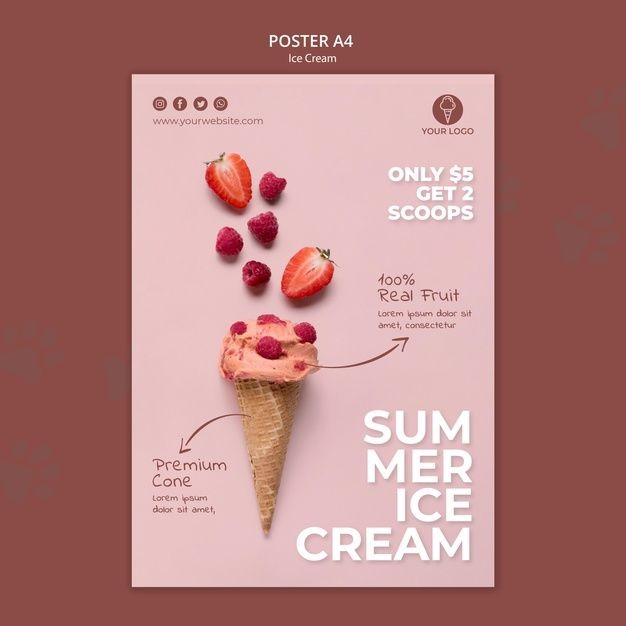 POSTER A4
Ice Cream
www.yourwebsite.com
YOUR LOGO
ONLY $5
GET 2
SCOOPS
100%
Real Fruit
Lorem ipsum dolor sit
amet, consectetur
Premium
Cone
Lorem ipsum dolor
sit amet,
SUM
MER
ICE
CREAM